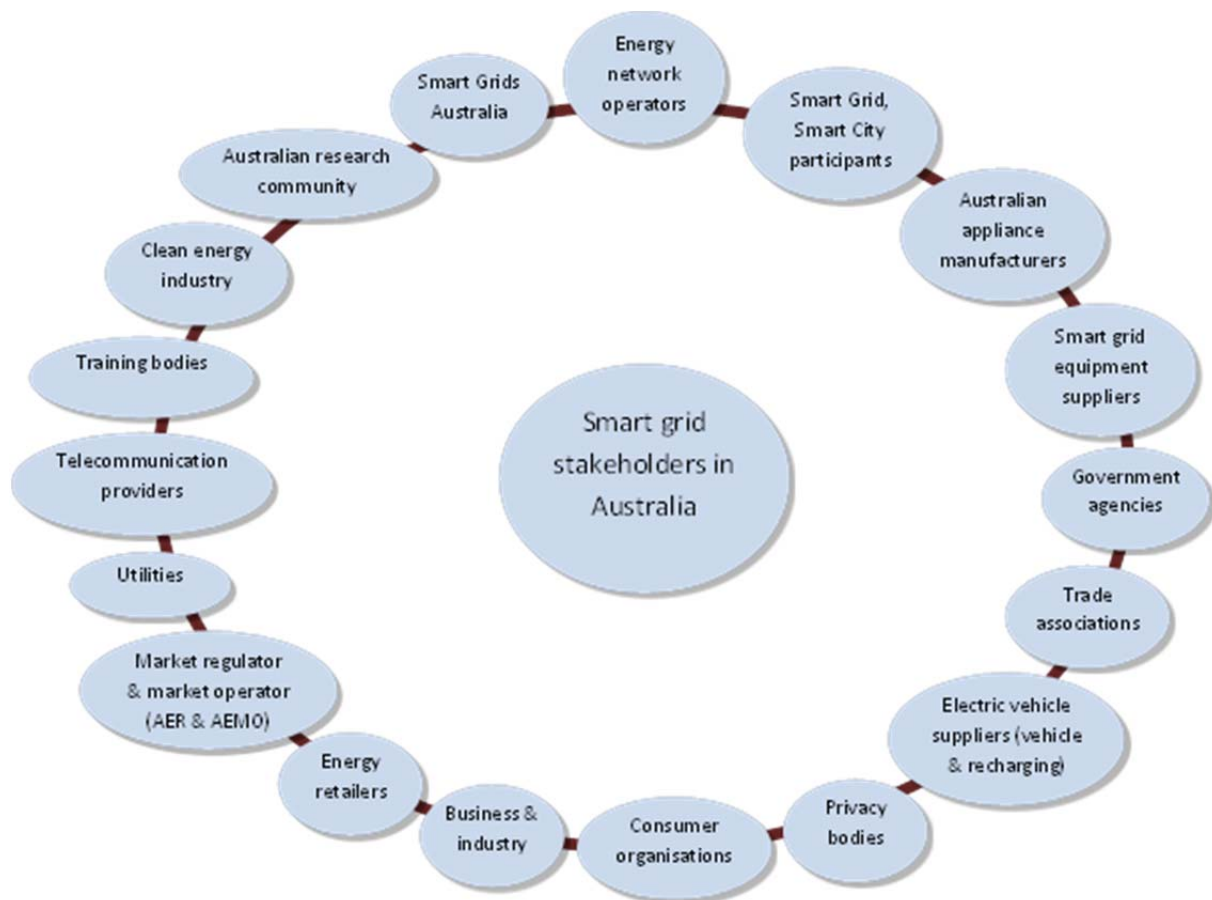 Energy
network
operators
Smart Grid,
Smart City
participants
Australian
appliance
manufacturers
Smart grid
equipment
suppliers
Government
agencies
Trade
associations
Electric vehicle
suppliers (vehicle
& recharging)
Privacy
bodies
Consumer
organisations
Business &
industry
Energy
retailers
Market regulator
& market operator
(AER & AEMO)
Utilities
Telecommunication
providers
Training bodies
Clean energy
industry
Australian research
community
Smart Grids
Australia
Smart grid
stakeholders in
Australia